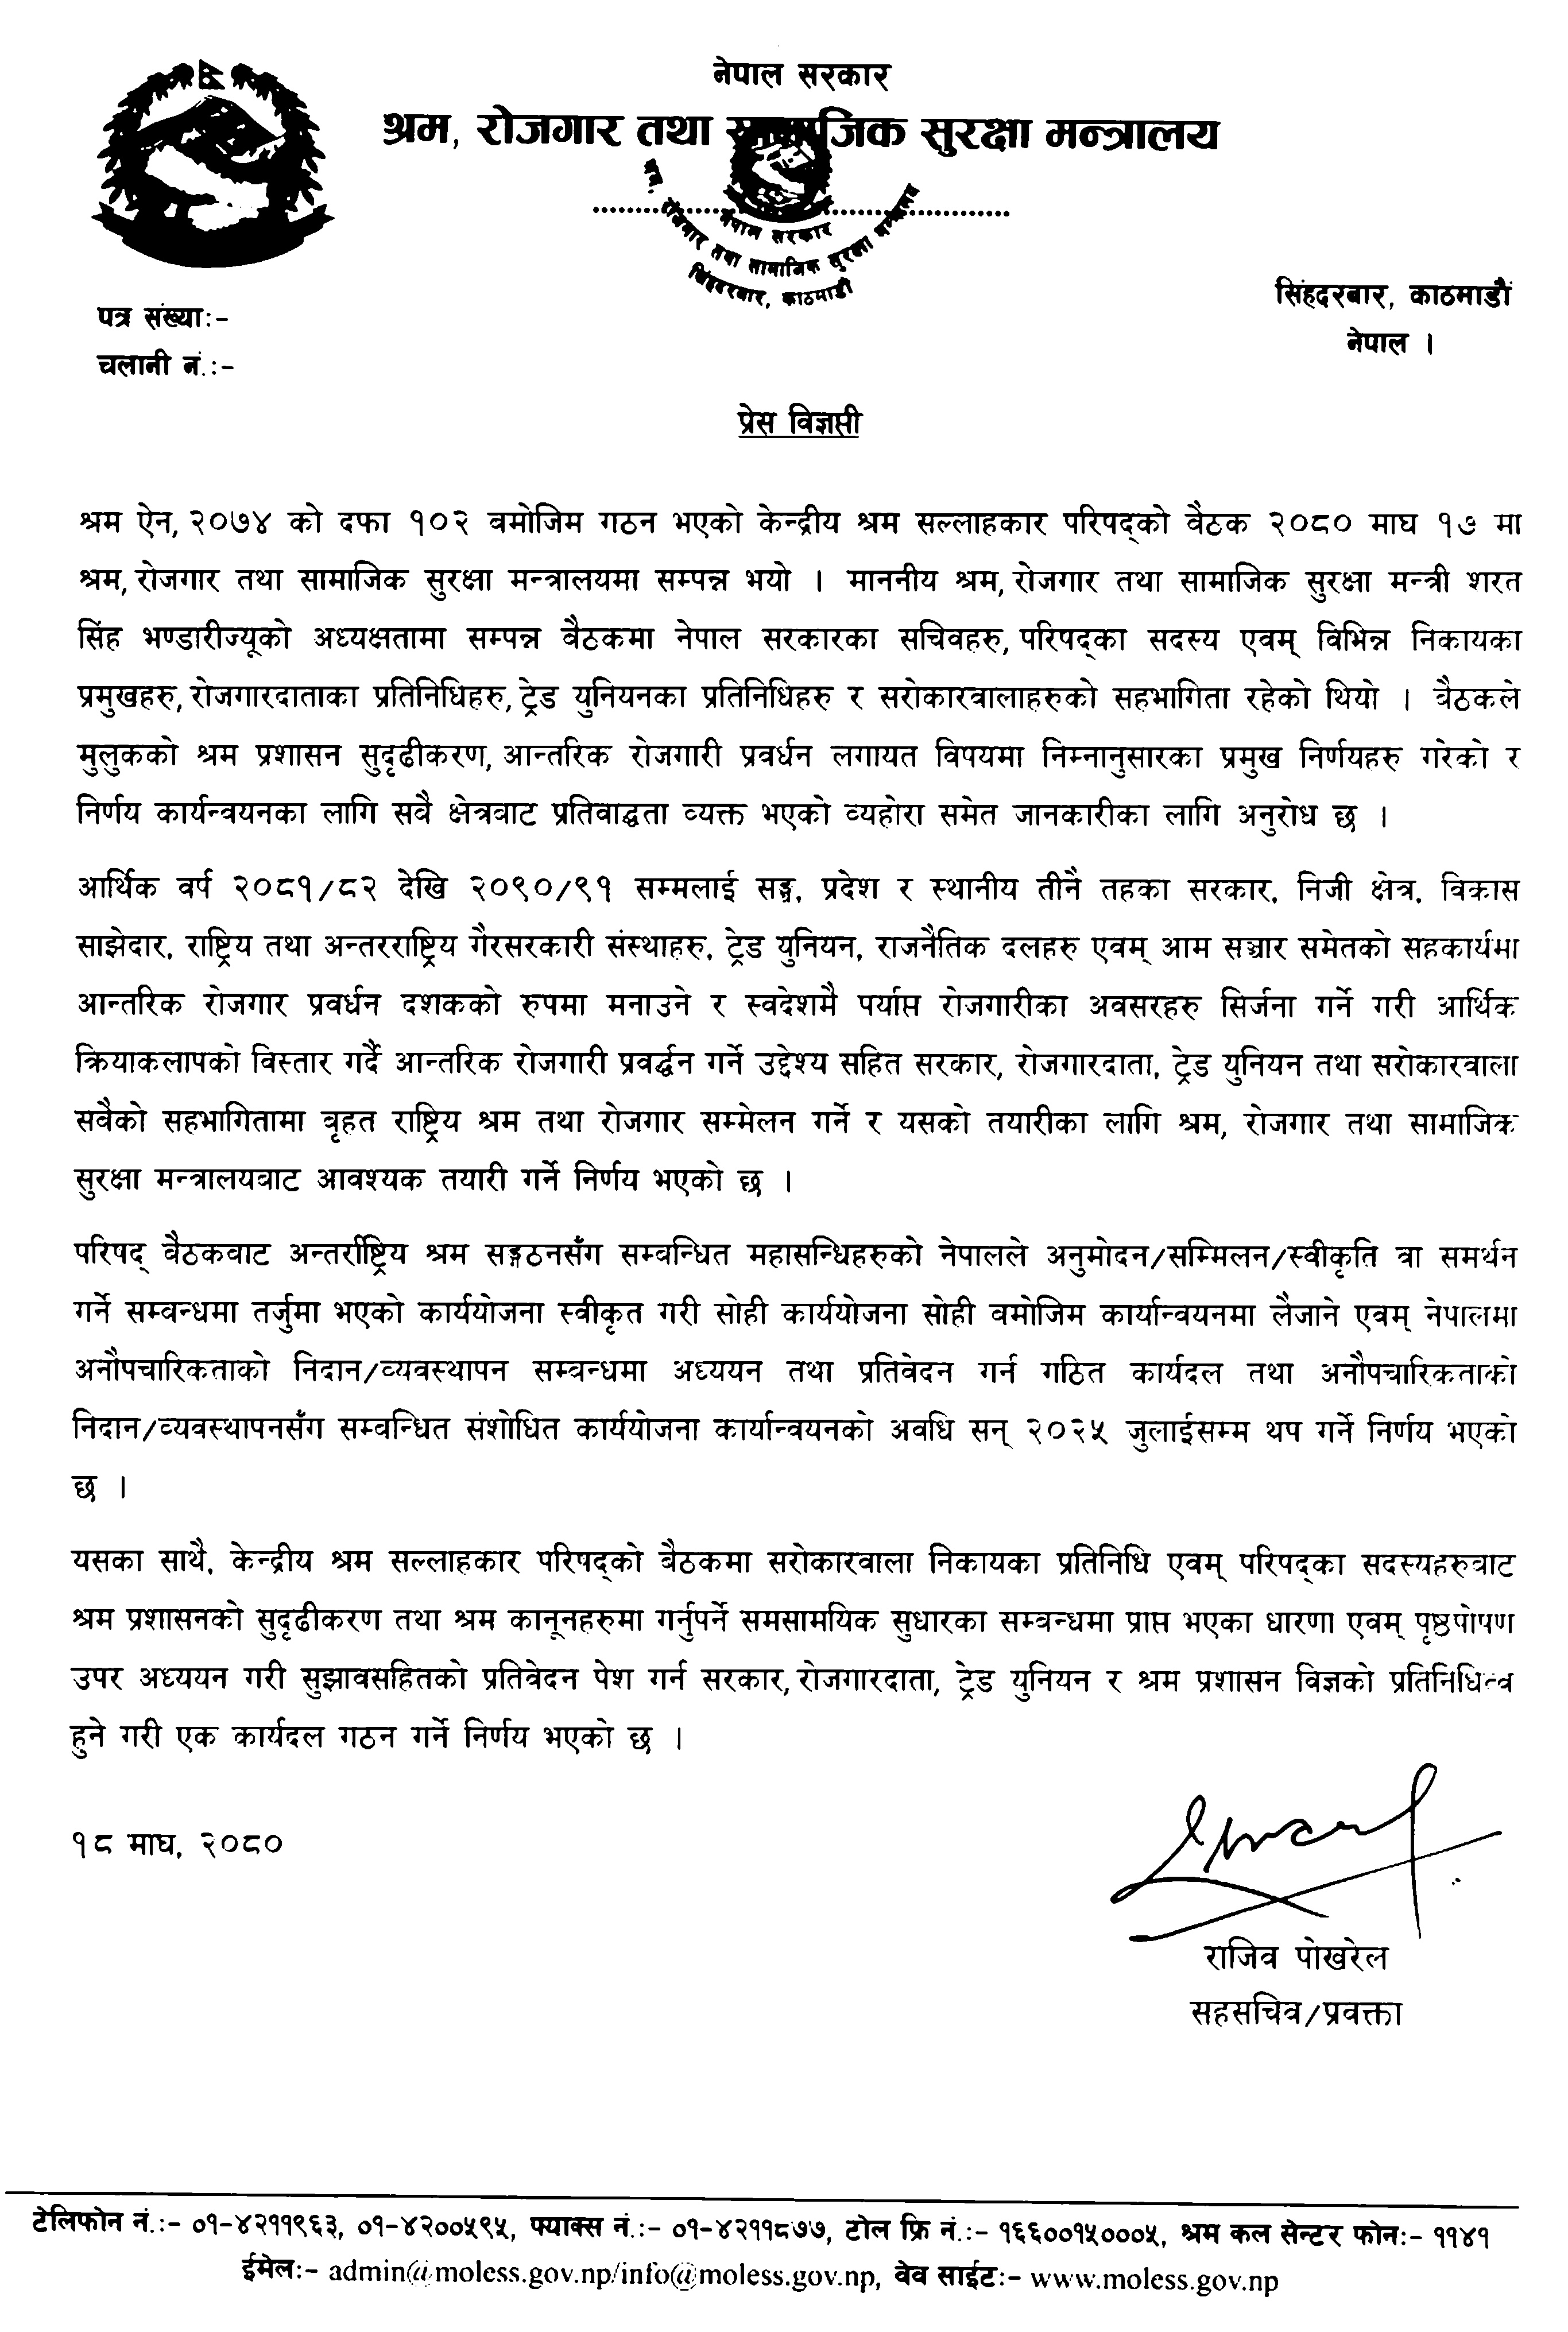 नेपाल सरकार
श्रम, रोजगार तथा सामाजिक सुरक्षा मन्त्रालय
नेपाल सरकार
श्रम, रोजगार तथा सामाजिक सुरक्षा मन्त्रालय
सिंहदरबार, काठमाडौं
सिंहदरबार, काठमाडौं
नेपाल ।
पत्र संख्याः-
चलानी नं.:-
प्रेस विज्ञप्ती
श्रम ऐन, २०७४ को दफा १०२ बमोजिम गठन भएको केन्द्रीय श्रम सल्लाहकार परिषद्को बैठक २०८० माघ १७ मा
श्रम, रोजगार तथा सामाजिक सुरक्षा मन्त्रालयमा सम्पन्न भयो । माननीय श्रम, रोजगार तथा सामाजिक सुरक्षा मन्त्री शरत
सिंह भण्डारीज्यूको अध्यक्षतामा सम्पन्न बैठकमा नेपाल सरकारका सचिवहरु, परिषद्का सदस्य एवम् विभिन्न निकायका
प्रमुखहरु, रोजगारदाताका प्रतिनिधिहरु, ट्रेड युनियनका प्रतिनिधिहरु र सरोकारवालाहरुको सहभागिता रहेको थियो । बैठकले
मुलुकको श्रम प्रशासन सुदृढीकरण, आन्तरिक रोजगारी प्रवर्धन लगायत विषयमा निम्नानुसारका प्रमुख निर्णयहरु गरेको र
निर्णय कार्यन्वयनका लागि सबै क्षेत्रबाट प्रतिवाद्धता व्यक्त भएको व्यहोरा समेत जानकारीका लागि अनुरोध छ ।
आर्थिक वर्ष २०८१/८२ देखि २०९०/९१ सम्मलाई सङ्घ, प्रदेश र स्थानीय तीनै तहका सरकार, निजी क्षेत्र, विकास
साझेदार, राष्ट्रिय तथा अन्तरराष्ट्रिय गैरसरकारी संस्थाहरु, ट्रेड युनियन, राजनैतिक दलहरु एवम् आम सञ्चार समेतको सहकार्यमा
आन्तरिक रोजगार प्रवर्धन दशकको रुपमा मनाउने र स्वदेशमै पर्याप्त रोजगारीका अवसरहरु सिर्जना गर्ने गरी आर्थिक
क्रियाकलापको विस्तार गर्दै आन्तरिक रोजगारी प्रवर्द्धन गर्ने उद्देश्य सहित सरकार, रोजगारदाता, ट्रेड युनियन तथा सरोकारवाला
सबैको सहभागितामा बृहत राष्ट्रिय श्रम तथा रोजगार सम्मेलन गर्ने र यसको तयारीका लागि श्रम, रोजगार तथा सामाजिक
सुरक्षा मन्त्रालयबाट आवश्यक तयारी गर्ने निर्णय भएको छ ।
परिषद् बैठकबाट अन्तर्राष्ट्रिय श्रम सङ्गठनसँग सम्बन्धित महासन्धिहरुको नेपालले अनुमोदन/सम्मिलन/स्वीकृति वा समर्थन
गर्ने सम्बन्धमा तर्जुमा भएको कार्ययोजना स्वीकृत गरी सोही कार्ययोजना सोही बमोजिम कार्यान्वयनमा लैजाने एवम् नेपालमा
अनौपचारिकताको निदान/व्यवस्थापन सम्बन्धमा अध्ययन तथा प्रतिवेदन गर्न गठित कार्यदल तथा अनौपचारिकताको
निदान/व्यवस्थापनसँग सम्बन्धित संशोधित कार्ययोजना कार्यान्वयनको अवधि सन् २०२५ जुलाईसम्म थप गर्ने निर्णय भएको
छ ।
यसका साथै, केन्द्रीय श्रम सल्लाहकार परिषद्को बैठकमा सरोकारवाला निकायका प्रतिनिधि एवम् परिषद्का सदस्यहरुबाट
श्रम प्रशासनको सुदृढीकरण तथा श्रम कानूनहरुमा गर्नुपर्ने समसामयिक सुधारका सम्बन्धमा प्राप्त भएका धारणा एवम् पृष्ठपोषण
उपर अध्ययन गरी सुझावसहितको प्रतिवेदन पेश गर्न सरकार, रोजगारदाता, ट्रेड युनियन र श्रम प्रशासन विज्ञको प्रतिनिधित्व
हुने गरी एक कार्यदल गठन गर्ने निर्णय भएको छ ।
१८ माघ, २०८०
राजिव पोखरेल
सहसचिव/प्रवक्ता
टेलिफोन नं.:- ०१-४२११९६३, ०१-४२००५९५, फ्याक्स नं.:- ०१-४२११८७७, टोल फ्रि नं.:- १६६००१५०००५, श्रम कल सेन्टर फोनः- ११४१
ईमेलः- admin@moless.gov.np/info@moless.gov.np, वेव साईटः- www.moless.gov.np